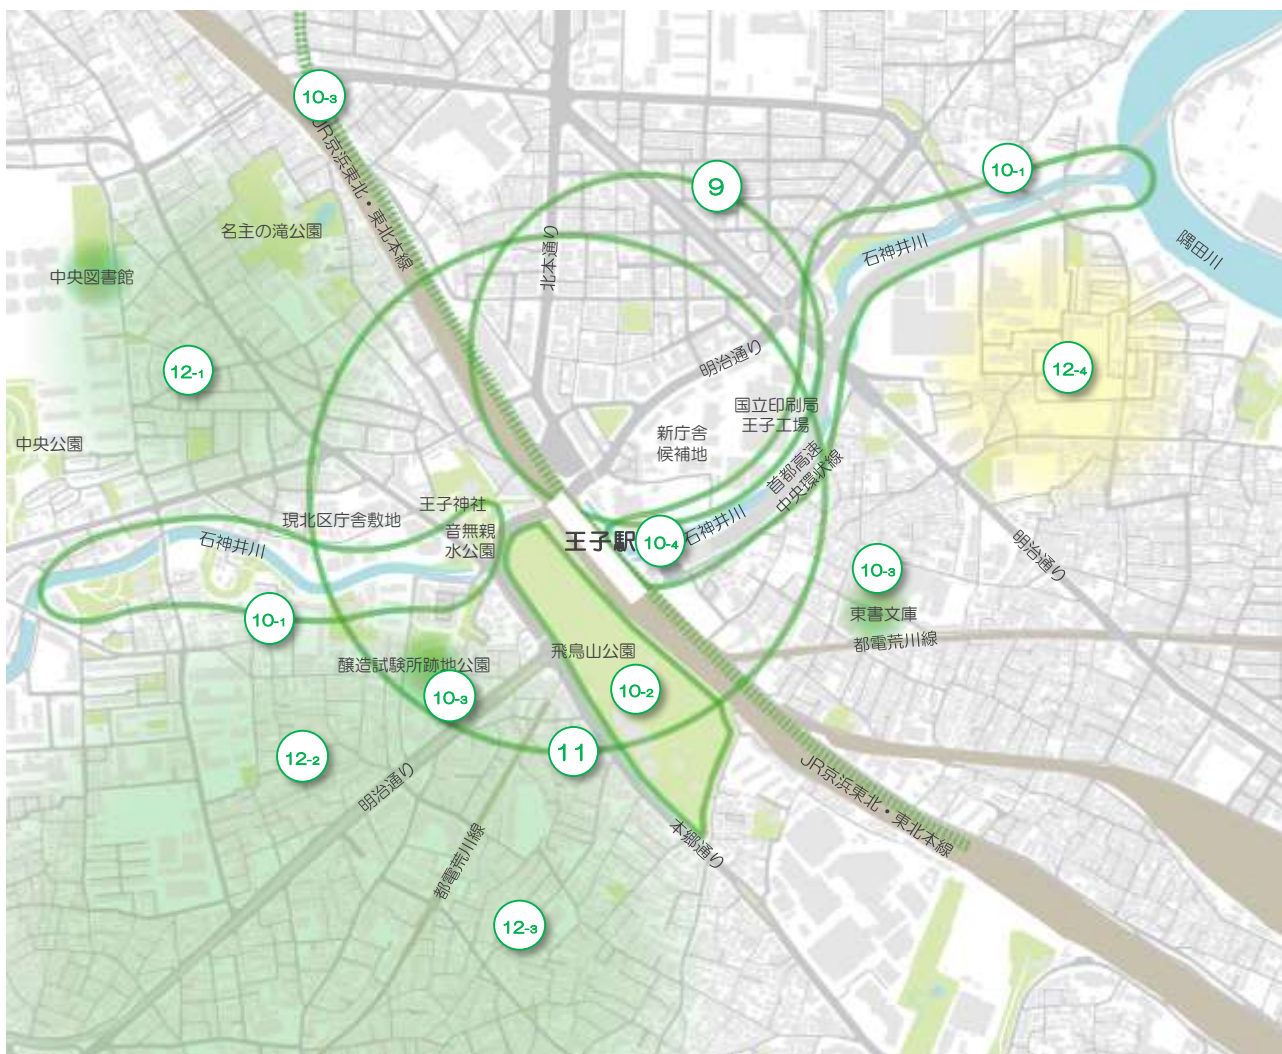 10-3
JR京浜東北・東北本線
9
10-1
名主の滝公園
北本通り
石神井川
隅田川
中央図書館
12-1
明治通り
12-4
中央公園
国立印刷局
王子工場
新庁舎
候補地
首都高速
中央環状線
王子神社
現北区庁舎敷地
音無親
水公園
石神井川
王子駅
10-4
石神井川
明治通り
10-3
東書文庫
都電荒川線
10-1
醸造試験所跡地公園
飛鳥山公園
10-3
10-2
12-2
11
明治通り
JR京浜東北・東北本線
都電荒川線
本郷通り
12-3